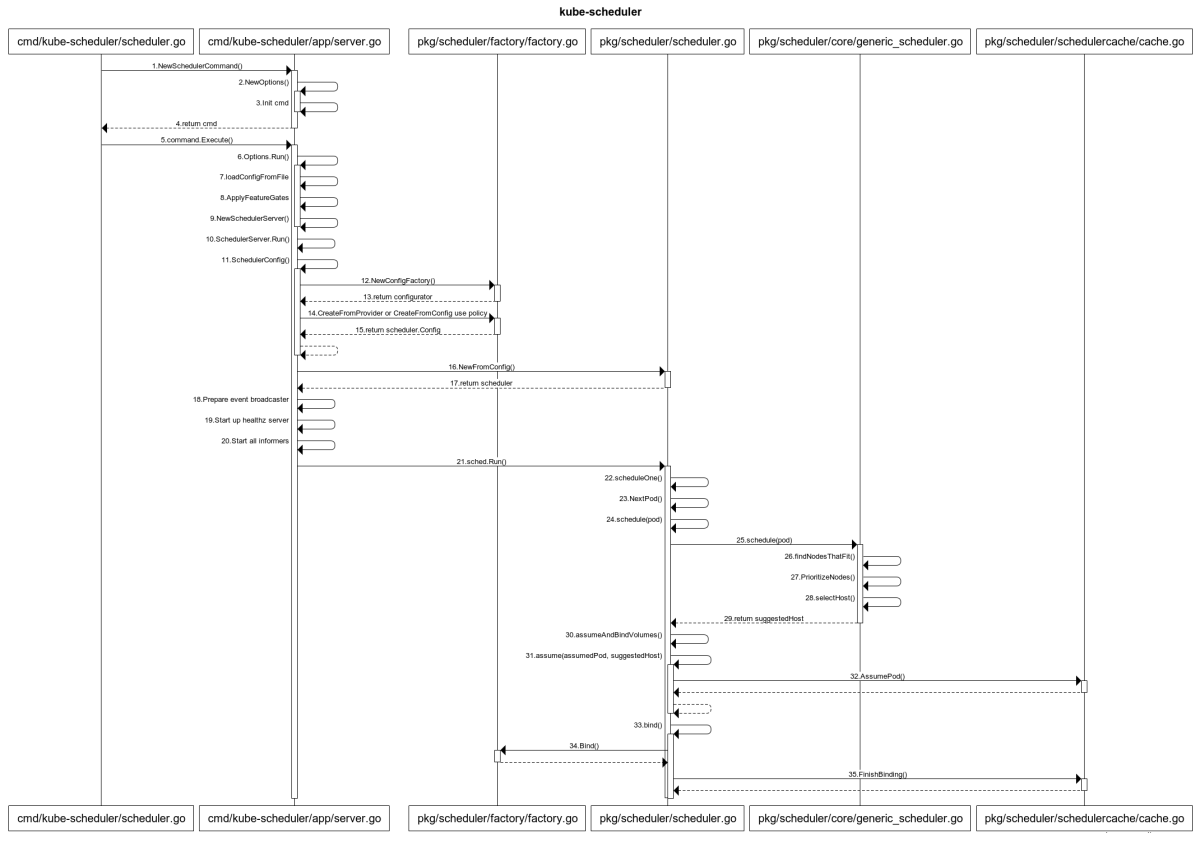 kube-scheduler
cmd/kube-scheduler/scheduler.go
cmd/kube-scheduler/app/server.go
pkg/scheduler/factory/factory.go
pkg/scheduler/scheduler.go
pkg/scheduler/core/generic_scheduler.go
pkg/scheduler/schedulercache/cache.go
1.NewSchedulerCommand()
2.NewOptions()
3.Init cmd
4.return cmd
5.command.Execute()
6.Options.Run()
7.loadConfigFromFile
8.ApplyFeatureGates
9.NewSchedulerServer()
10.SchedulerServer.Run()
11.SchedulerConfig()
12.NewConfigFactory()
13.return configurator
14.CreateFromProvider or CreateFromConfig use policy
15.return scheduler.Config
16.NewFromConfig()
17.return scheduler
18.Prepare event broadcaster
19.Start up healthz server
20.Start all informers
21.sched.Run()
22.scheduleOne()
23.NextPod()
24.schedule(pod)
25.schedule(pod)
26.findNodesThatFit()
27.PrioritizeNodes()
28.selectHost()
29.return suggestedHost
30.assumeAndBindVolumes()
31.assume(assumedPod, suggestedHost)
32.AssumePod()
33.bind()
34.Bind()
35.FinishBinding()
cmd/kube-scheduler/scheduler.go
cmd/kube-scheduler/app/server.go
pkg/scheduler/factory/factory.go
pkg/scheduler/scheduler.go
pkg/scheduler/core/generic_scheduler.go
pkg/scheduler/schedulercache/cache.go